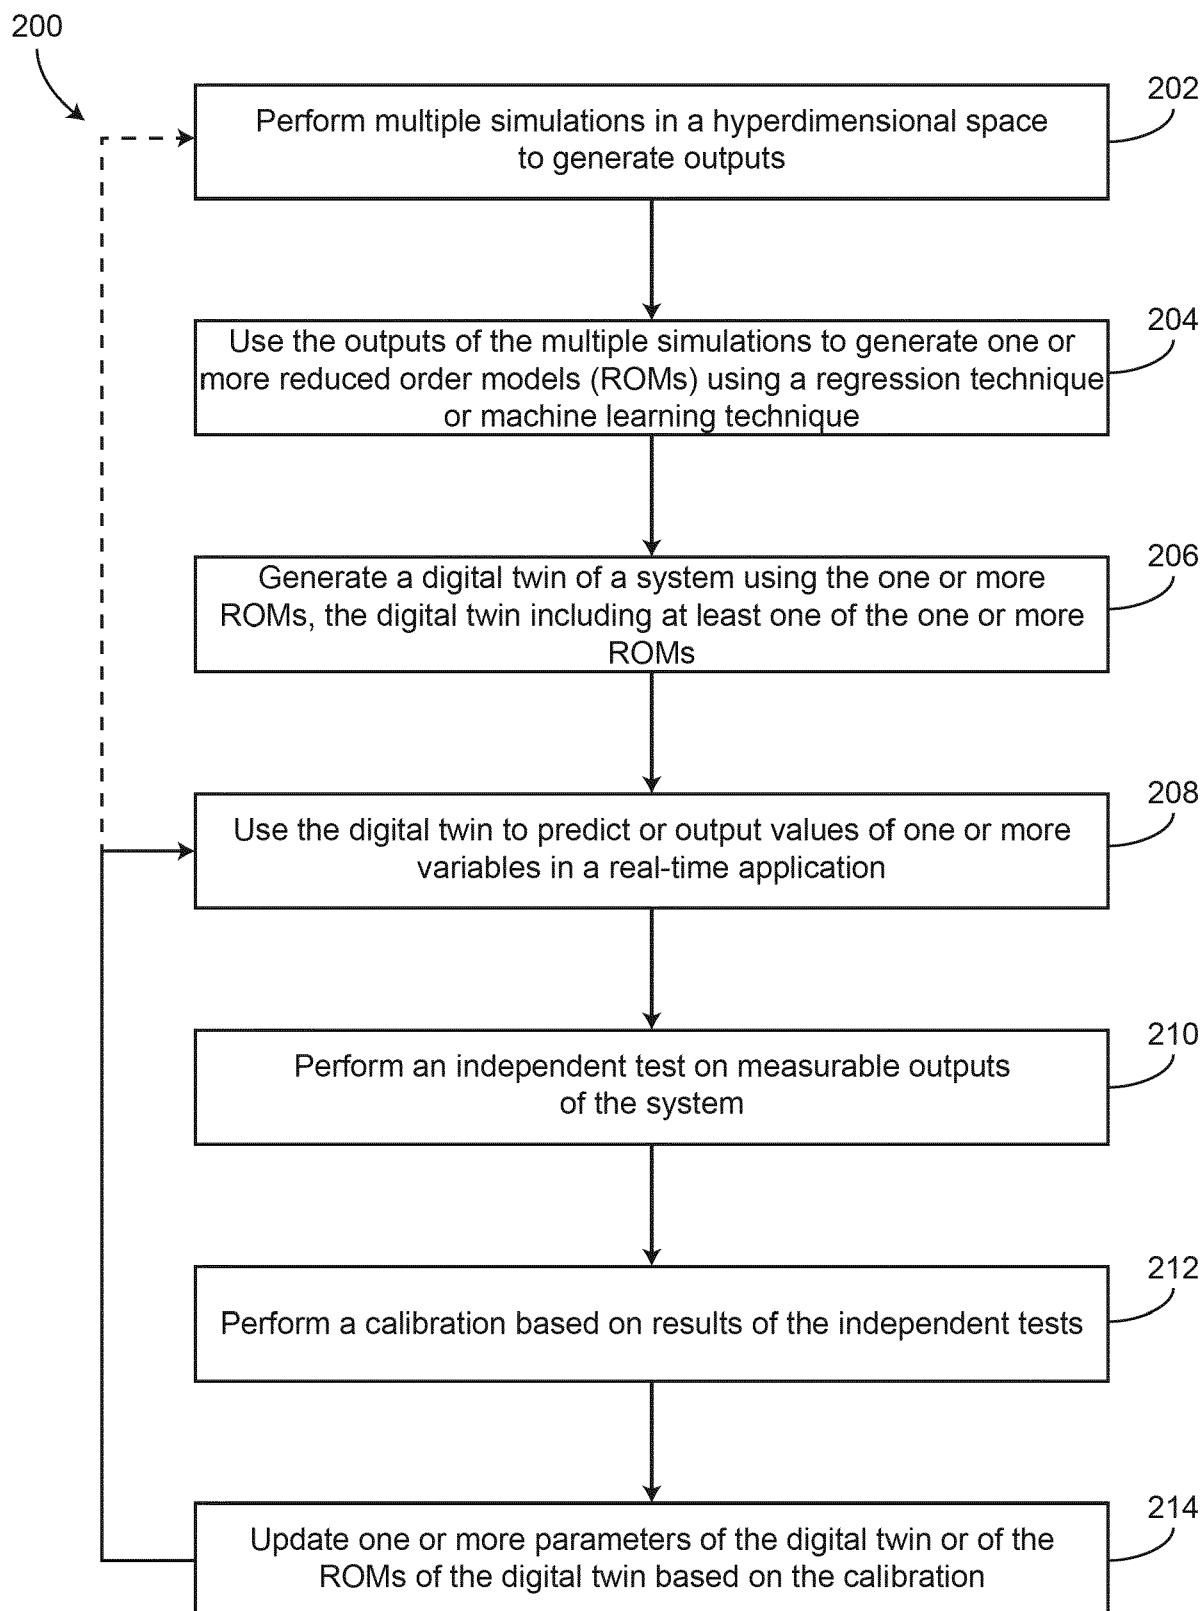 200
202
Perform multiple simulations in a hyperdimensional space
to generate outputs
204
Use the outputs of the multiple simulations to generate one or
more reduced order models (ROMs) using a regression technique
or machine learning technique
206
Generate a digital twin of a system using the one or more
ROMs, the digital twin including at least one of the one or more
ROMs
208
Use the digital twin to predict or output values of one or more
variables in a real-time application
210
Perform an independent test on measurable outputs
of the system
212
Perform a calibration based on results of the independent tests
214
Update one or more parameters of the digital twin or of the
ROMs of the digital twin based on the calibration